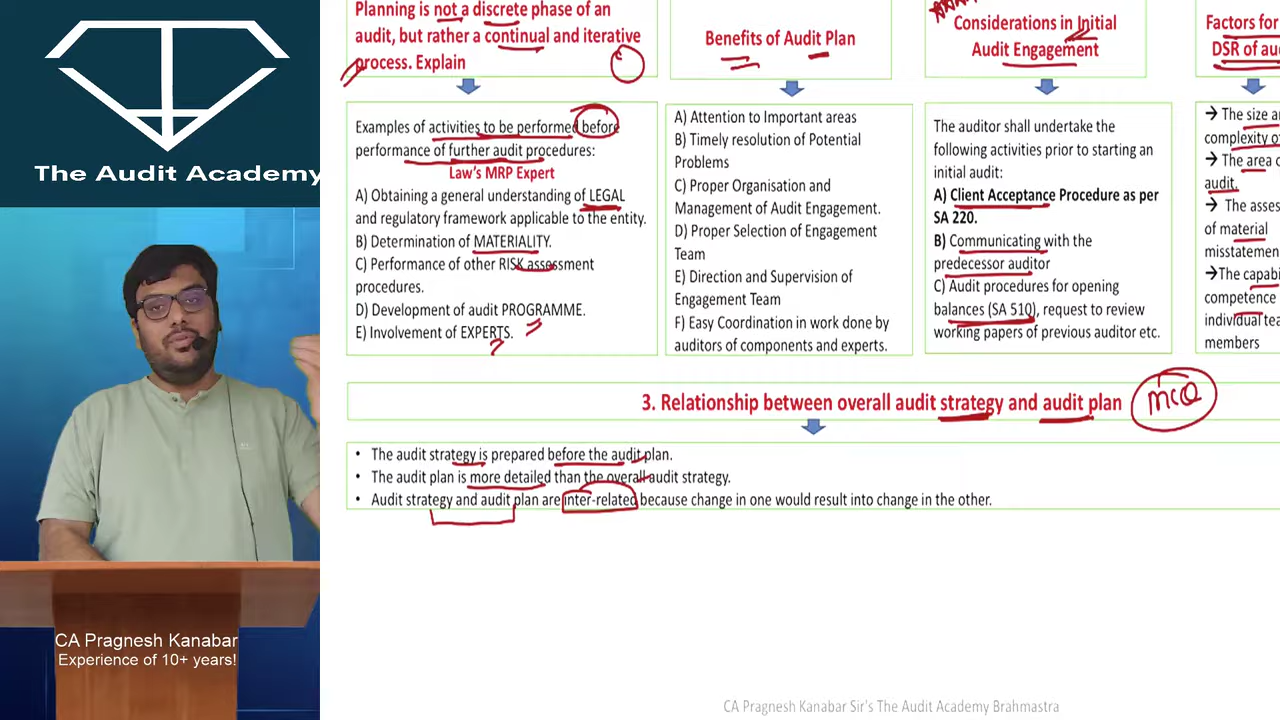 The Audit Academy
CA Pragnesh Kanabar
Experience of 10+ years!
Planning is not a discrete phase of an
audit, but rather a continual and iterative
process. Explain
Examples of activities to be performed before
performance of further audit procedures:
Law's MRP Expert
A) Obtaining a general understanding of LEGAL
and regulatory framework applicable to the entity.
B) Determination of MATERIALITY.
C) Performance of other RISK assessment
procedures.
D) Development of audit PROGRAMME.
E) Involvement of EXPERTS.
Benefits of Audit Plan
A) Attention to Important areas
B) Timely resolution of Potential
Problems
C) Proper Organisation and
Management of Audit Engagement.
D) Proper Selection of Engagement
Team
E) Direction and Supervision of
Engagement Team
F) Easy Coordination in work done by
auditors of components and experts.
Considerations in Initial
Audit Engagement
The auditor shall undertake the
following activities prior to starting an
initial audit:
A) Client Acceptance Procedure as per
SA 220.
B) Communicating with the
predecessor auditor
C) Audit procedures for opening
balances (SA 510), request to review
working papers of previous auditor etc.
Factors for
DSR of
→ The size
complexity
→ The area
audit.
→ The
of material
→The
competence
individual
members
3. Relationship between overall audit strategy and audit plan
MCQ
• The audit strategy is prepared before the audit plan.
• The audit plan is more detailed than the overall audit strategy.
• Audit strategy and audit plan are inter-related because change in one would result into change in the other.
CA Pragnesh Kanabar Sir's The Audit Academy Brahmastra